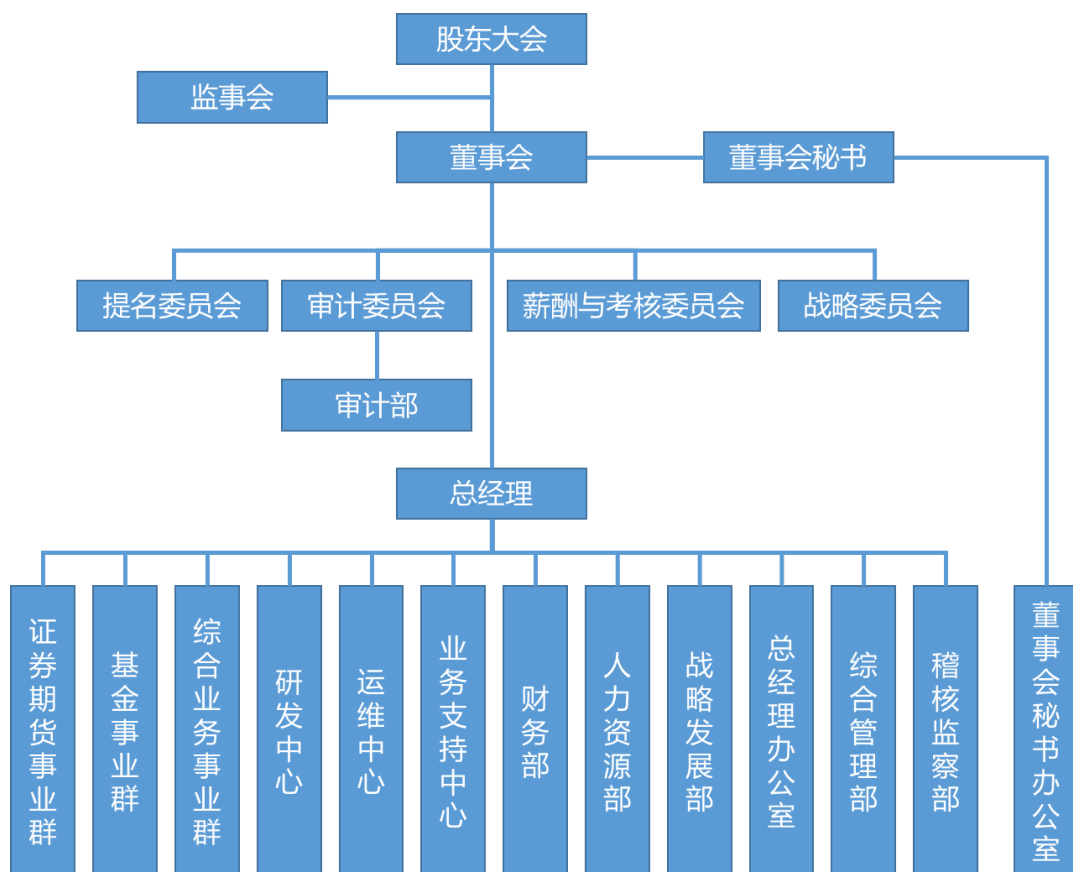 股东大会
监事会
董事会
董事会秘书
提名委员会
审计委员会
薪酬与考核委员会
战略委员会
审计部
总经理
证券期货事业群
基金事业群
综合业务事业群
研发中心
运维中心
业务支持中心
财务部
人力资源部
战略发展部
总经理办公室
综合管理部
稽核监察部
董事会秘书办公室